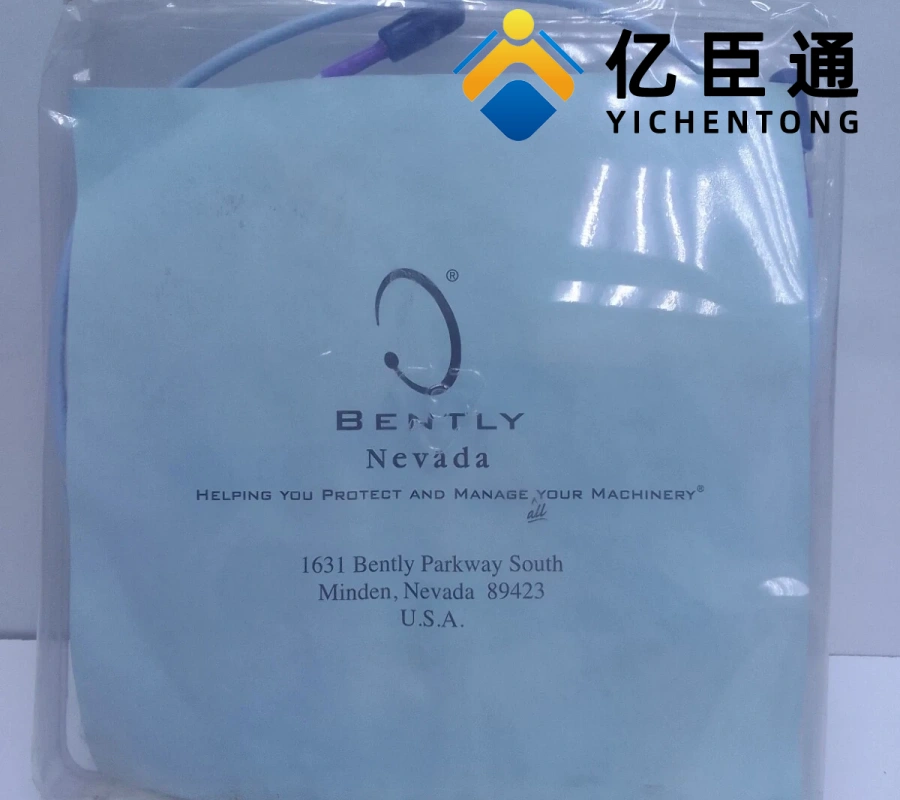 亿臣通
YICHENTONG
®
BENTLY
Nevada
HELPING YOU PROTECT AND MANAGE YOUR MACHINERY®
all
1631 Bently Parkway South
Minden, Nevada 89423
U.S.A.